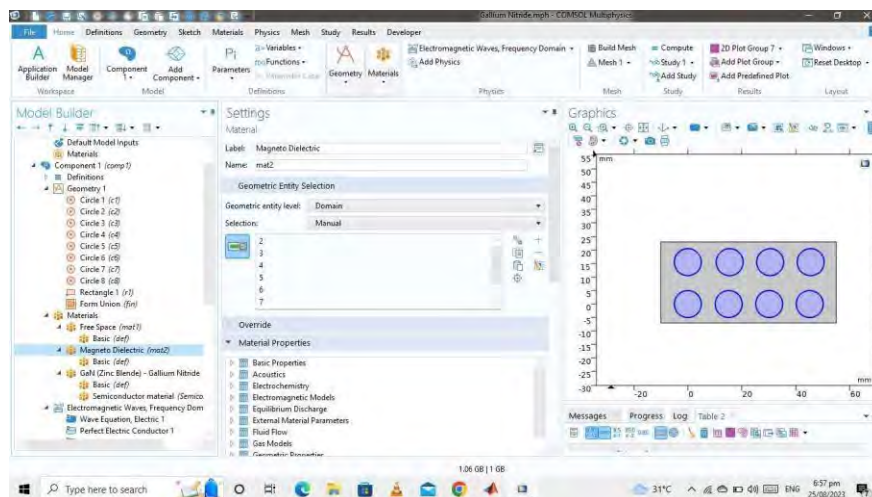 Gallium Nitride.mph - COMSOL Multiphysics
File Home Definitions Geometry Sketch Materials Physics Mesh Study Results Developer
Application Builder
Model Manager
Component 1
Add Component
Parameters
Variables
Functions
Geometry
Materials
Electromagnetic Waves, Frequency Domain
Add Physics
Build Mesh
Mesh 1
Compute
Study 1
Add Study
2D Plot Group 7
Add Plot Group
Add Predefined Plot
Windows
Reset Desktop
Workspace Model Definitions Physics Mesh Study Results Layout
Model Builder
Default Model Inputs
Materials
Component 1 (comp1)
Definitions
Geometry 1
Circle 1 (c1)
Circle 2 (c2)
Circle 3 (c3)
Circle 4 (c4)
Circle 5 (c5)
Circle 6 (c6)
Circle 7 (c7)
Circle 8 (c8)
Rectangle 1 (r1)
Form Union (fin)
Materials
Free Space (mat1)
Basic (def)
Magneto Dielectric (mat2)
Basic (def)
GaN (Zinc Blende) - Gallium Nitride
Basic (def)
Semiconductor material (Semico
Electromagnetic Waves, Frequency Dom
Wave Equation, Electric 1
Perfect Electric Conductor 1
Settings
Material
Label: Magneto Dielectric
Name: mat2
Geometric Entity Selection
Geometric entity level: Domain
Selection: Manual
2
3
4
5
6
7
Override
Material Properties
Basic Properties
Acoustics
Electrochemistry
Electromagnetic Models
Equilibrium Discharge
External Material Parameters
Fluid Flow
Gas Models
Geometric Properties
Graphics
55 mm
50
45
40
35
30
25
20
15
10
5
0
-5
-10
-15
-20
-25
-30
-20 0 20 40 60
mm
Messages Progress Log Table 2
1.06 GB | 1 GB
Type here to search
31°C
ENG
6:57 pm
25/08/2023